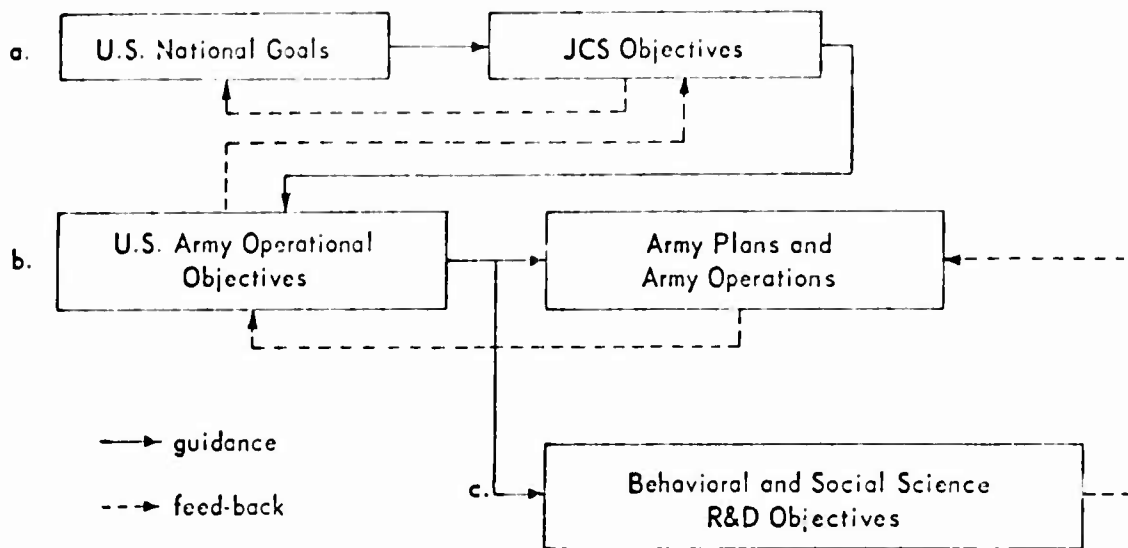 a.
U.S. National Goals
JCS Objectives
b.
U.S. Army Operational
Objectives
Army Plans and
Army Operations
guidance
feed-back
c.
Behavioral and Social Science
R&D Objectives